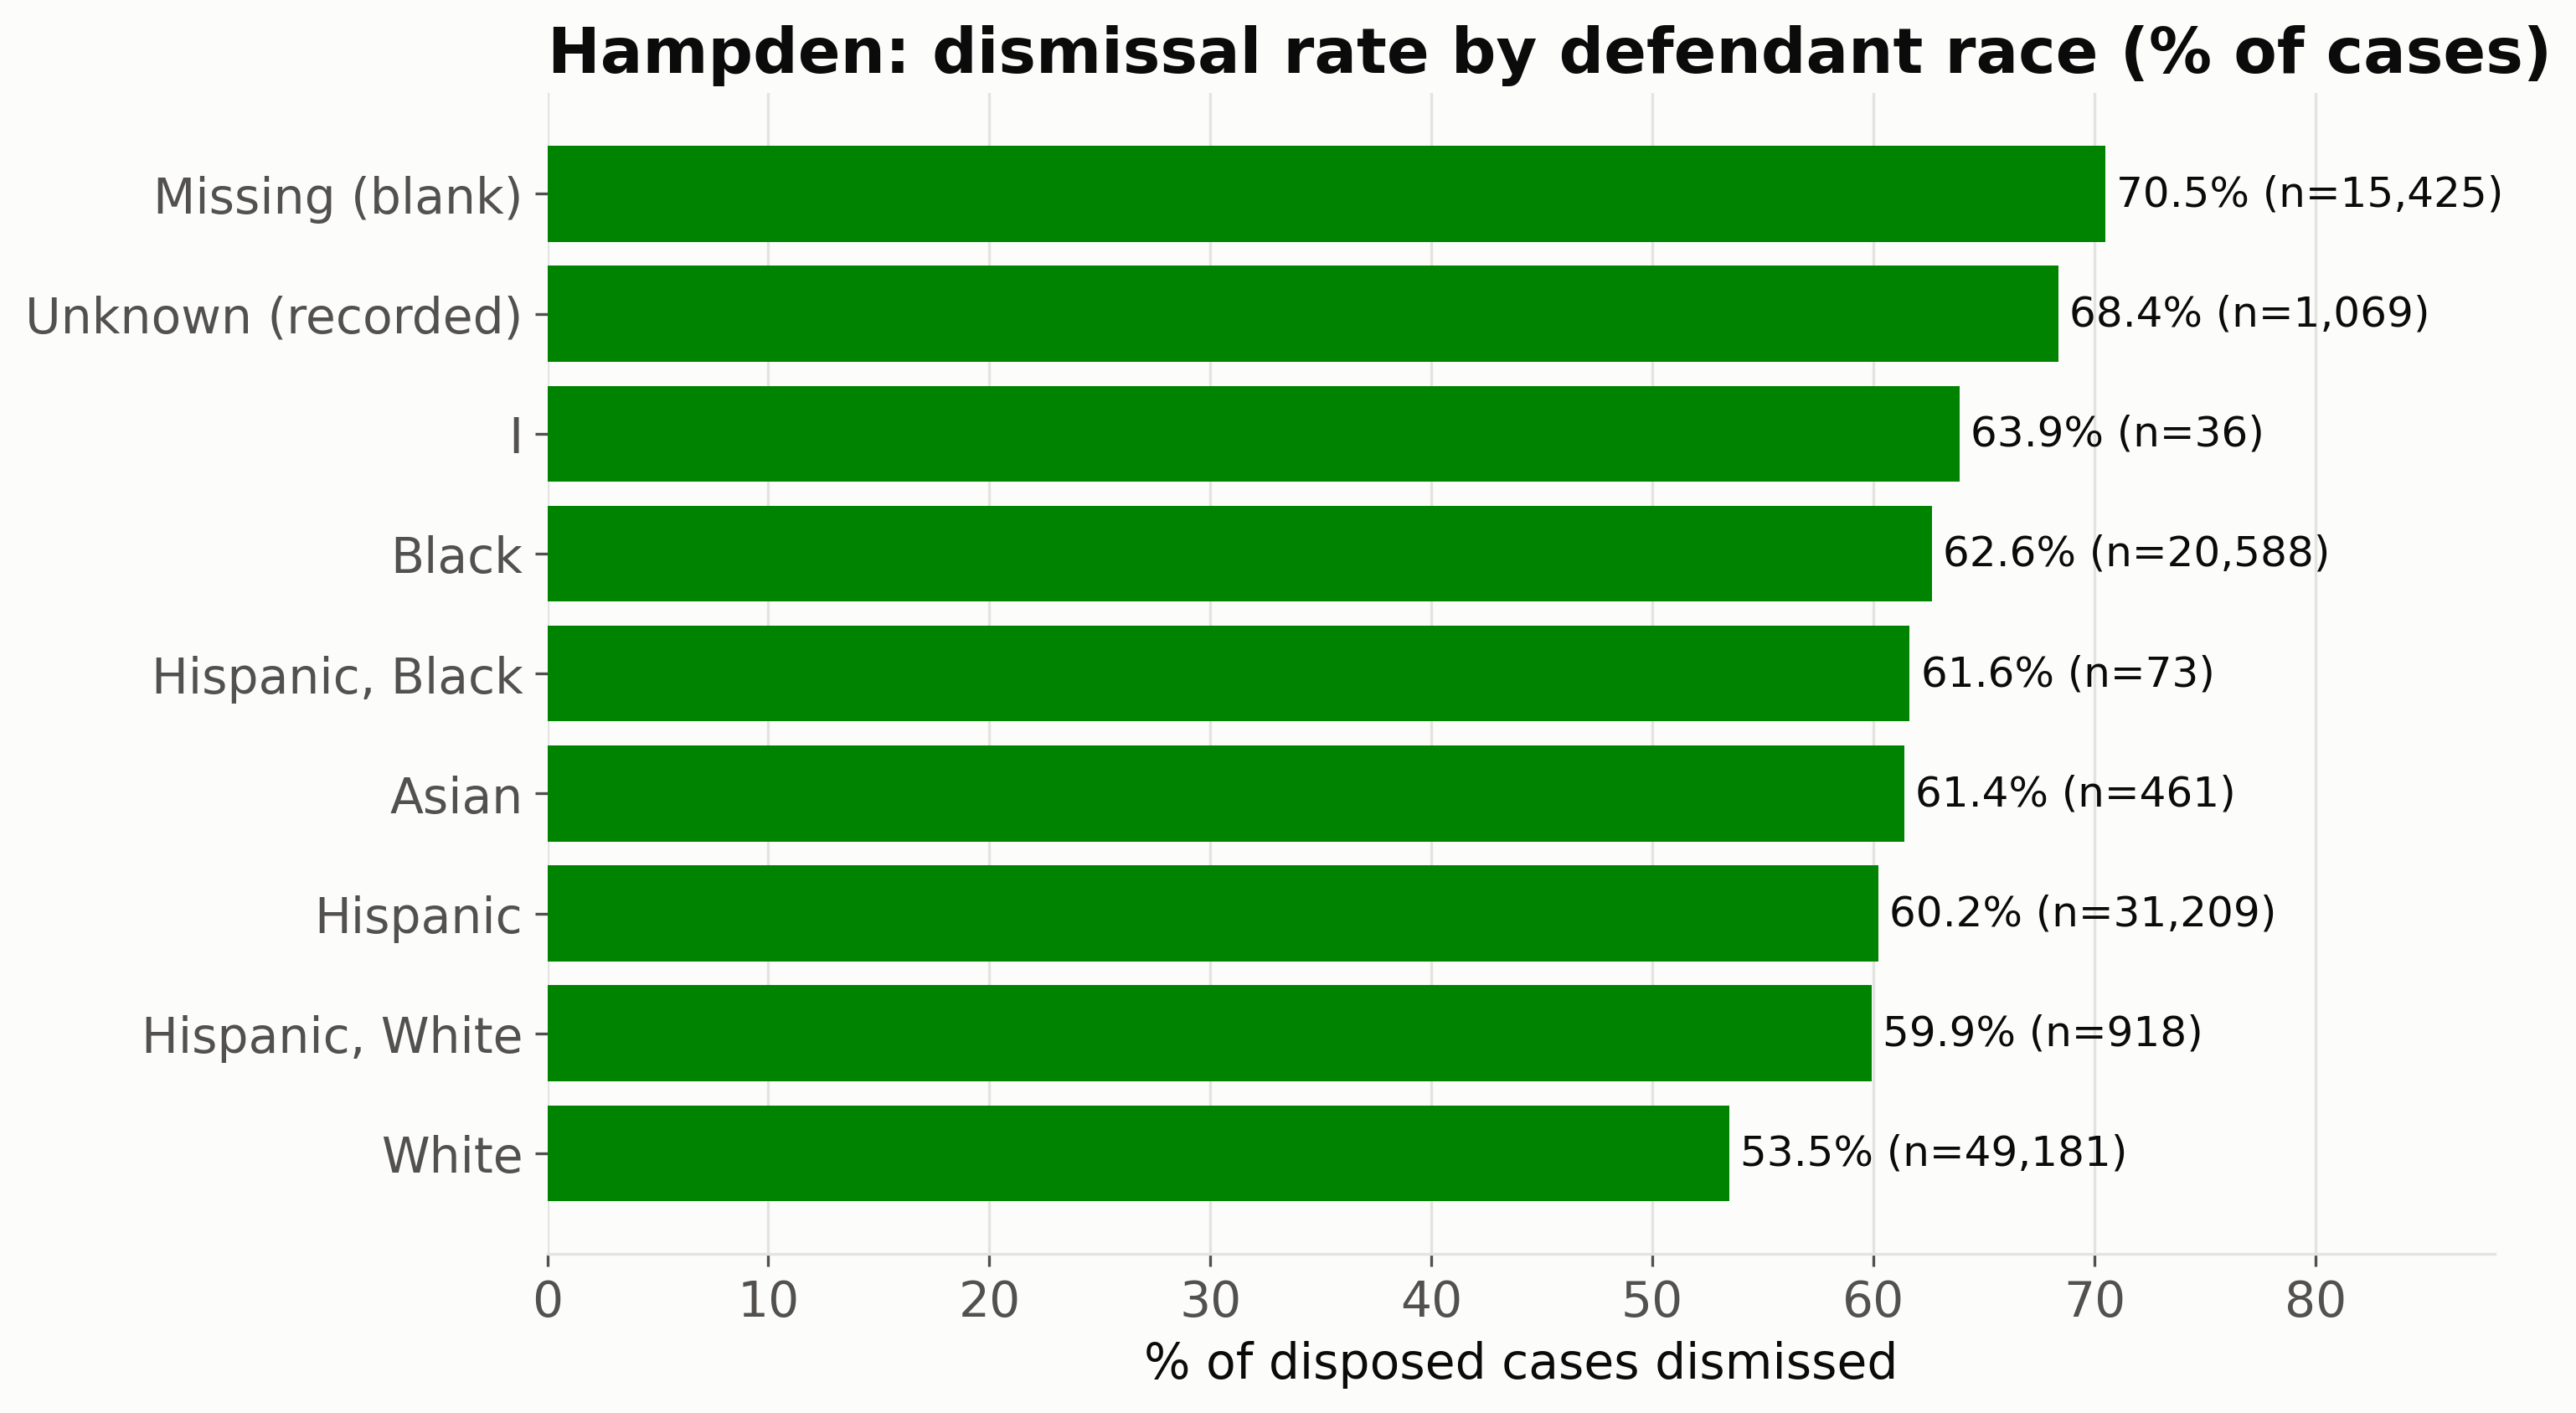 Hampden: dismissal rate by defendant race (% of cases)
Missing (blank) 70.5% (n=15,425)
Unknown (recorded) 68.4% (n=1,069)
I 63.9% (n=36)
Black 62.6% (n=20,588)
Hispanic, Black 61.6% (n=73)
Asian 61.4% (n=461)
Hispanic 60.2% (n=31,209)
Hispanic, White 59.9% (n=918)
White 53.5% (n=49,181)
0 10 20 30 40 50 60 70 80
% of disposed cases dismissed